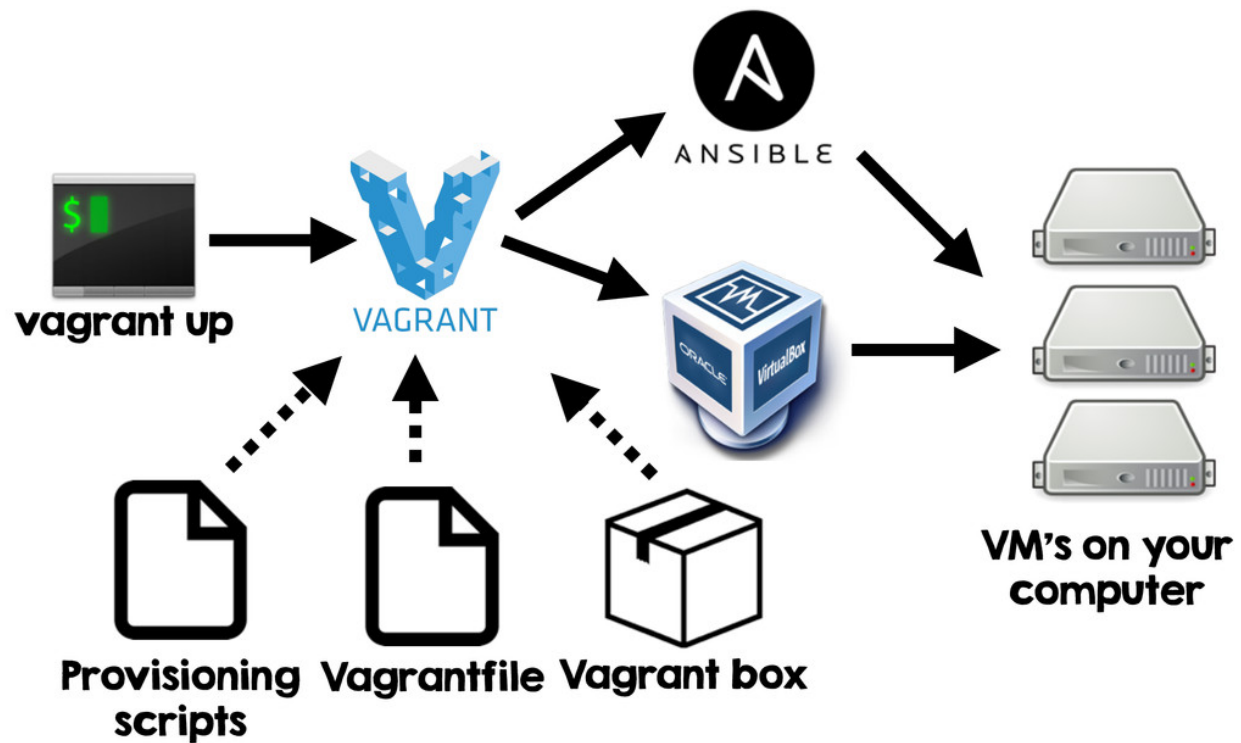 ANSIBLE
$
vagrant up
VAGRANT
ORACLE
VirtualBox
Provisioning
scripts
Vagrantfile
Vagrant box
VM's on your
computer